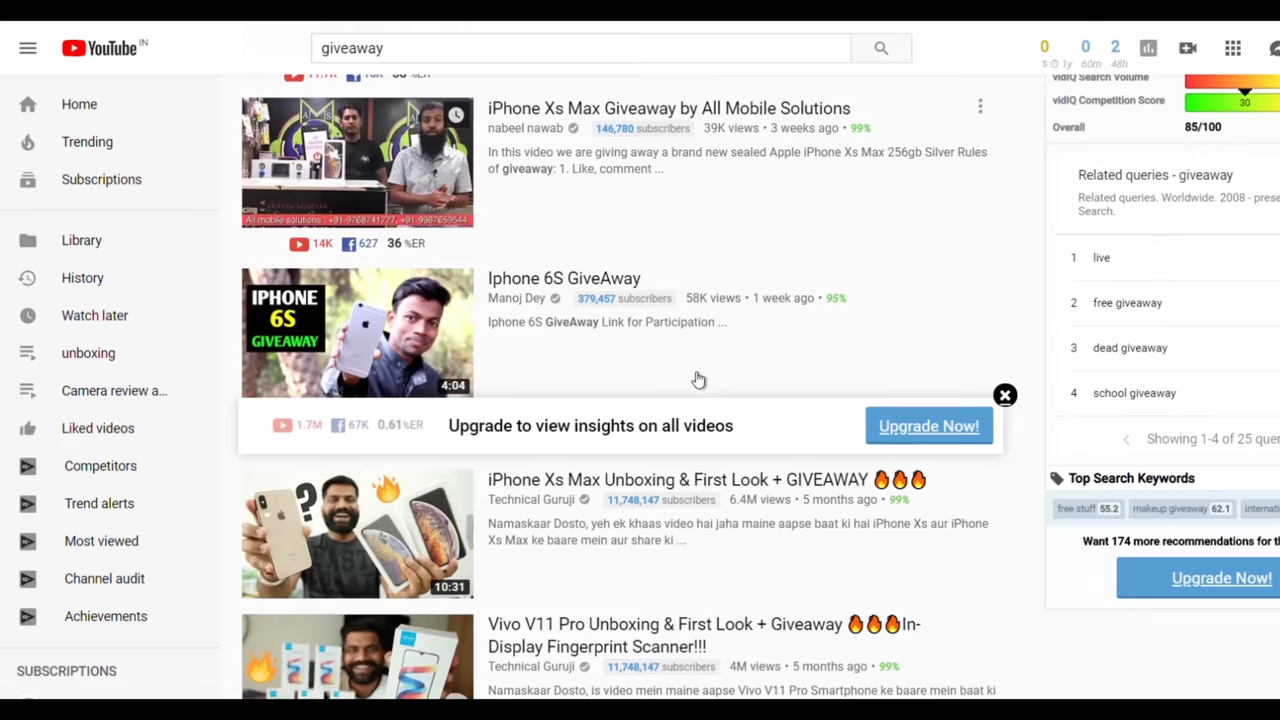 YouTube IN
giveaway
0 0 2
$ 1y 60m 48h
Home
Trending
Subscriptions
Library
History
Watch later
unboxing
Camera review a...
Liked videos
Competitors
Trend alerts
Most viewed
Channel audit
Achievements
SUBSCRIPTIONS
iPhone Xs Max Giveaway by All Mobile Solutions
nabeel nawab 146,780 subscribers 39K views • 3 weeks ago • 99%
In this video we are giving away a brand new sealed Apple iPhone Xs Max 256gb Silver Rules
of giveaway: 1. Like, comment ...
All mobile solutions : +91-9768741777, +91-9987659544
14K 627 36 %ER
IPHONE
6S
GIVEAWAY
4:04
Iphone 6S GiveAway
Manoj Dey 379,457 subscribers 58K views • 1 week ago • 95%
Iphone 6S GiveAway Link for Participation ...
1.7M 67K 0.61%ER Upgrade to view insights on all videos Upgrade Now!
10:31
iPhone Xs Max Unboxing & First Look + GIVEAWAY 🔥🔥🔥
Technical Guruji 11,748,147 subscribers 6.4M views • 5 months ago • 99%
Namaskaar Dosto, yeh ek khaas video hai jaha maine aapse baat ki hai iPhone Xs aur iPhone
Xs Max ke baare mein aur share ki ...
Vivo V11 Pro Unboxing & First Look + Giveaway 🔥🔥🔥In-
Display Fingerprint Scanner!!!
Technical Guruji 11,748,147 subscribers 4M views • 5 months ago • 99%
Namaskaar Dosto, is video mein maine aapse Vivo V11 Pro Smartphone ke baare mein baat ki
vidIQ Search Volume
vidIQ Competition Score 30
Overall 85/100
Related queries - giveaway
Related queries. Worldwide. 2008 - prese
Search.
1 live
2 free giveaway
3 dead giveaway
4 school giveaway
Showing 1-4 of 25 quer
Top Search Keywords
free stuff 55.2 makeup giveaway 62.1 internati
Want 174 more recommendations for th
Upgrade Now!